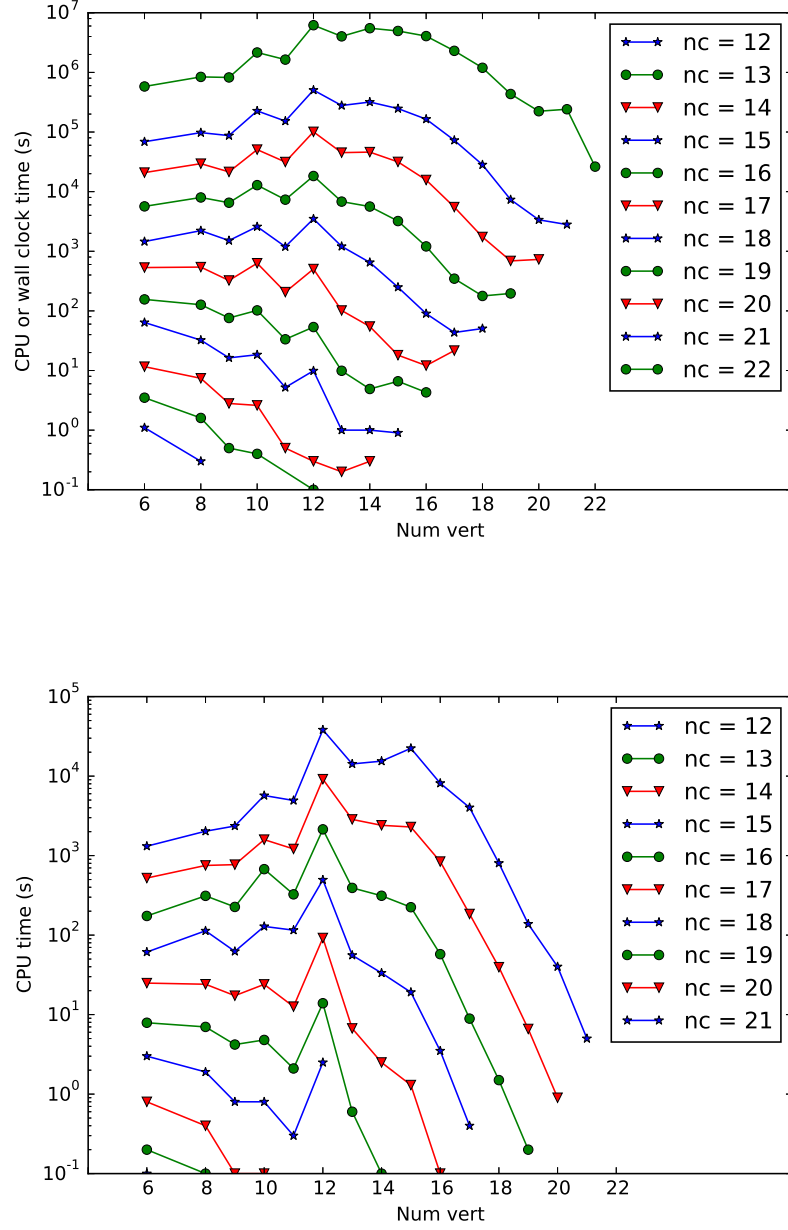 10^7
10^6
10^5
10^4
10^3
10^2
10^1
10^0
10^-1
CPU or wall clock time (s)
6 8 10 12 14 16 18 20 22
Num vert
nc = 12
nc = 13
nc = 14
nc = 15
nc = 16
nc = 17
nc = 18
nc = 19
nc = 20
nc = 21
nc = 22
10^5
10^4
10^3
10^2
10^1
10^0
10^-1
CPU time (s)
6 8 10 12 14 16 18 20 22
Num vert
nc = 12
nc = 13
nc = 14
nc = 15
nc = 16
nc = 17
nc = 18
nc = 19
nc = 20
nc = 21